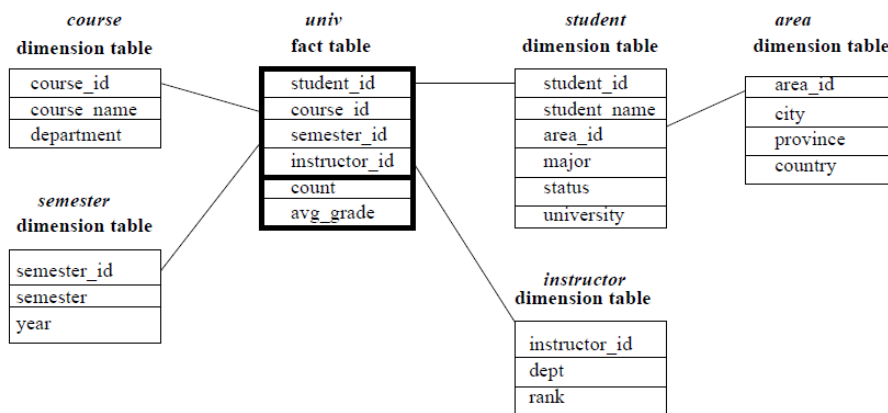 course
dimension table
course_id
course_name
department
univ
fact table
student_id
course_id
semester_id
instructor_id
count
avg_grade
student
dimension table
student_id
student_name
area_id
major
status
university
area
dimension table
area_id
city
province
country
semester
dimension table
semester_id
semester
year
instructor
dimension table
instructor_id
dept
rank